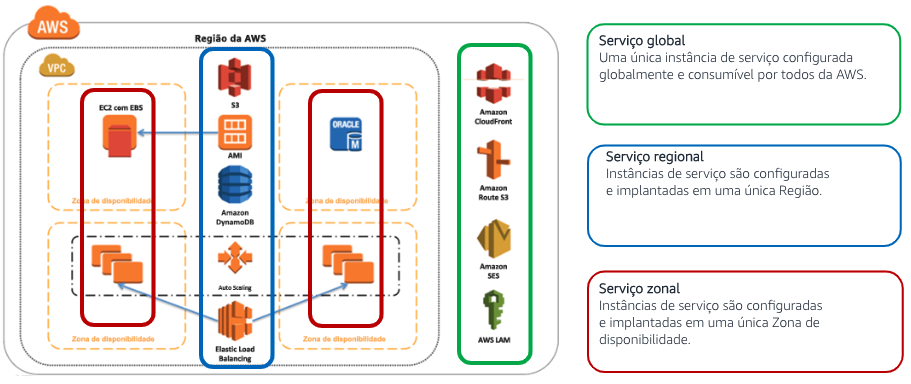 AWS
Região da AWS
VPC
S3
EC2 com EBS
AMI
ORACLE
M
Zona de disponibilidade
Amazon
DynamoDB
Zona de disponibilidade
Auto Scaling
Zona de disponibilidade
Elastic Load
Balancing
Zona de disponibilidade
Amazon
CloudFront
Amazon
Route S3
Amazon
SES
AWS LAM
Serviço global
Uma única instância de serviço configurada
globalmente e consumível por todos da AWS.
Serviço regional
Instâncias de serviço são configuradas
e implantadas em uma única Região.
Serviço zonal
Instâncias de serviço são configuradas
e implantadas em uma única Zona de
disponibilidade.